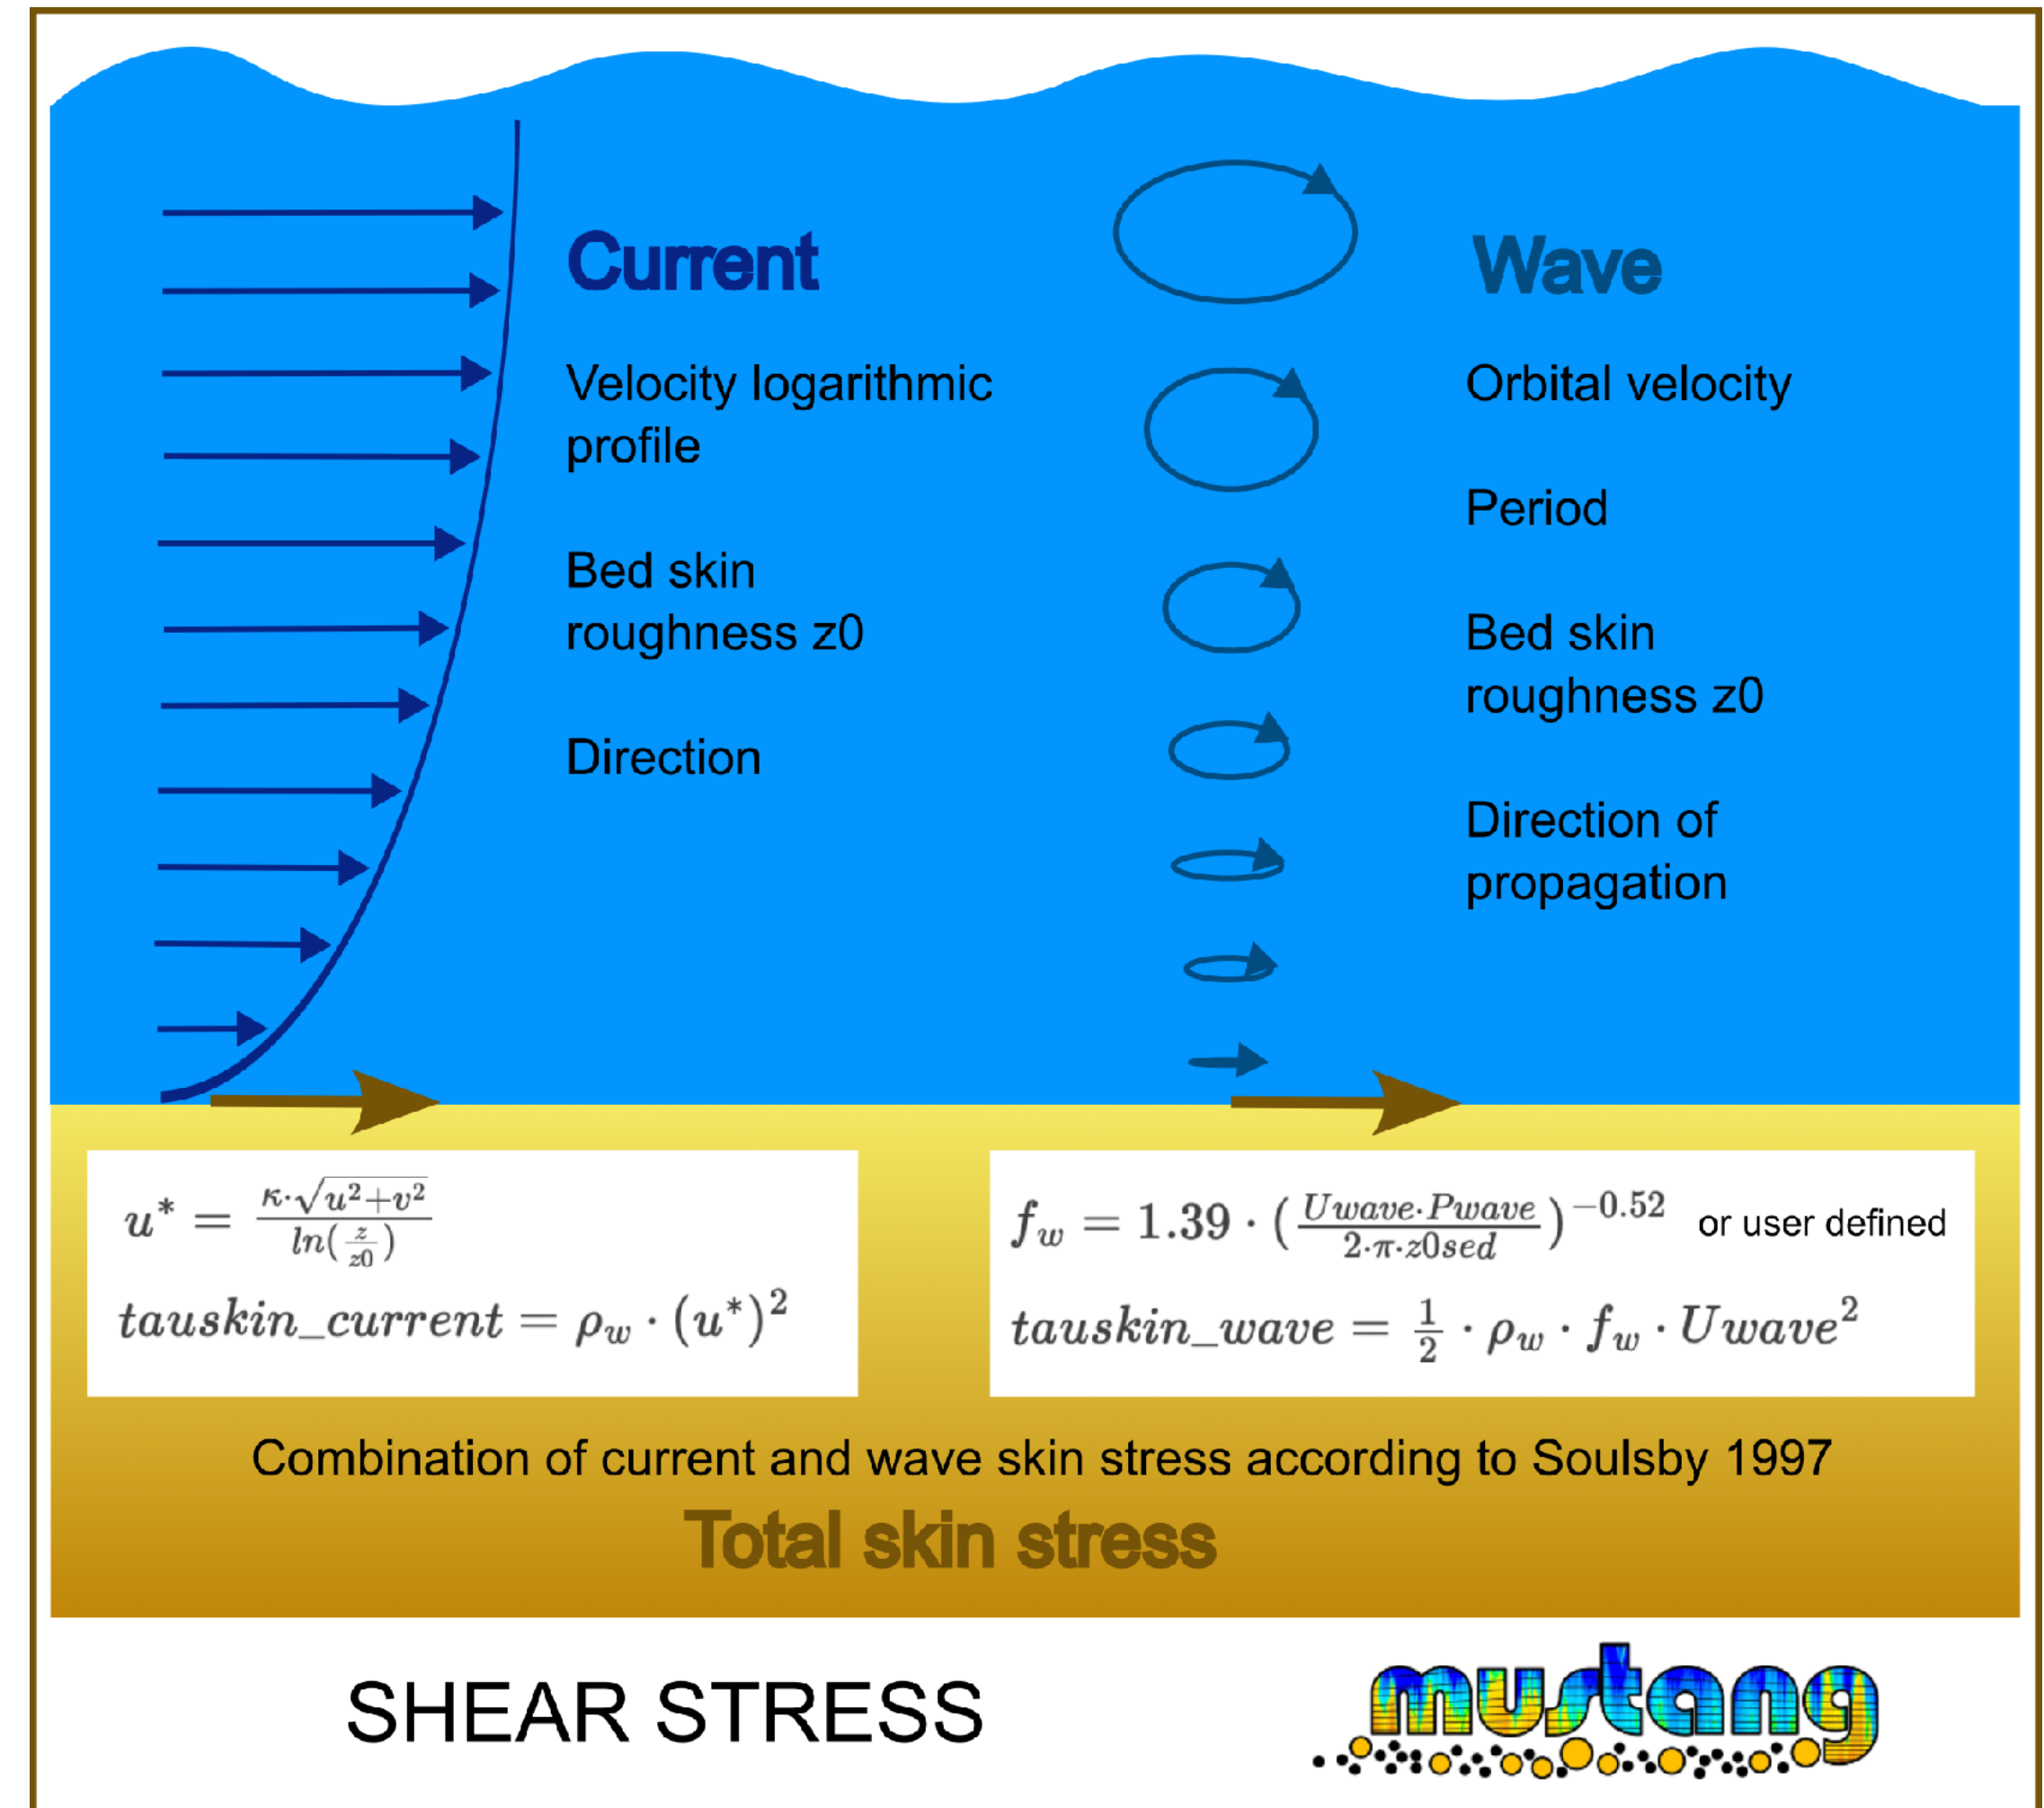 Current
Velocity logarithmic
profile
Bed skin
roughness z0
Direction
Wave
Orbital velocity
Period
Bed skin
roughness z0
Direction of
propagation
u* = κ·√(u²+v²) / ln(z/z0)
tauskin_current = ρw · (u*)²
fw = 1.39 · (Uwave·Pwave / 2·π·z0sed)^−0.52 or user defined
tauskin_wave = 1/2 · ρw · fw · Uwave²
Combination of current and wave skin stress according to Soulsby 1997
Total skin stress
SHEAR STRESS
mustang